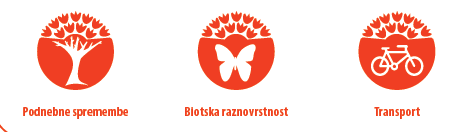 Podnebne spremembe
Biotska raznovrstnost
Transport